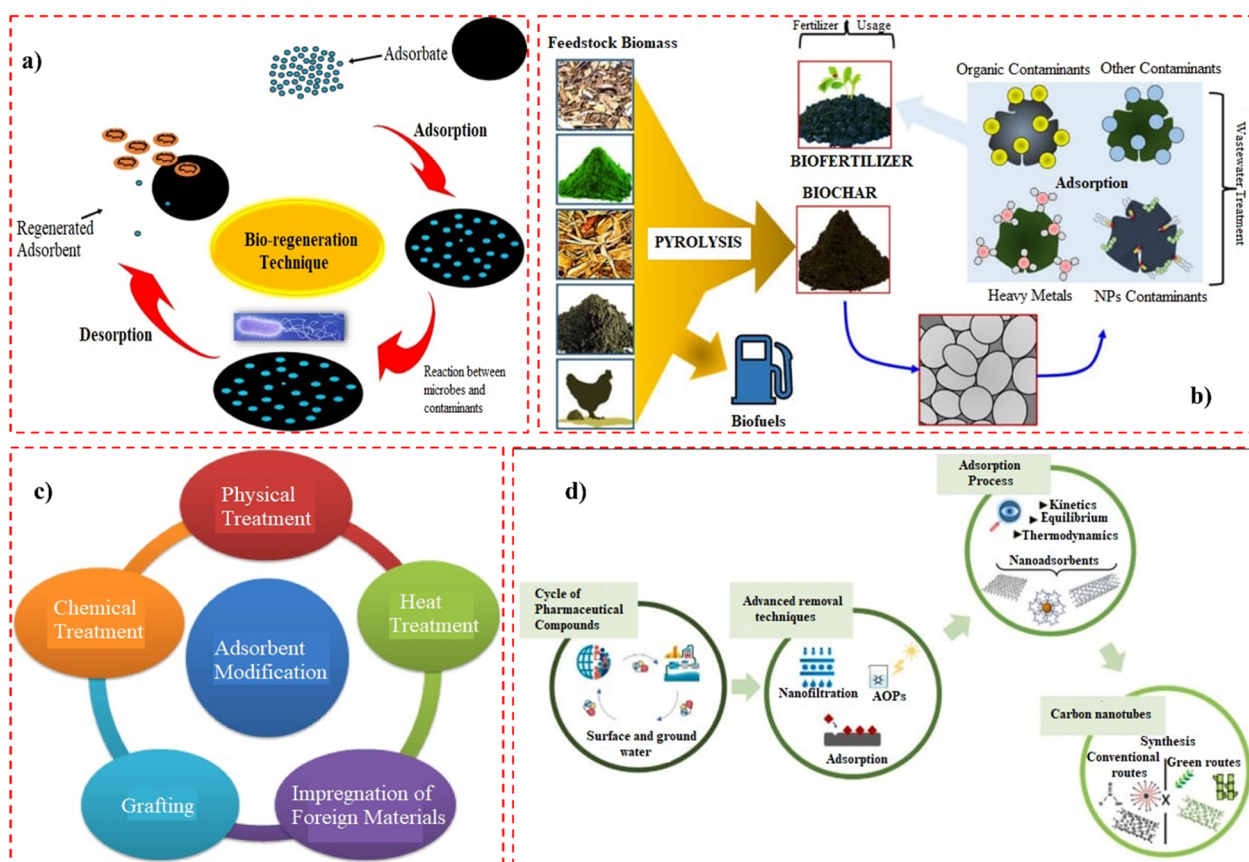 a)
Adsorbate
Adsorption
Regenerated
Adsorbent
Bio-regeneration
Technique
Desorption
Reaction between
microbes and
contaminants
Feedstock Biomass
PYROLYSIS
Biofuels
Fertilizer
Usage
BIOFERTILIZER
BIOCHAR
Organic Contaminants
Other Contaminants
Adsorption
Heavy Metals
NPs Contaminants
Wastewater Treatment
b)
c)
Physical
Treatment
Chemical
Treatment
Heat
Treatment
Adsorbent
Modification
Grafting
Impregnation of
Foreign Materials
d)
Cycle of
Pharmaceutical
Compounds
Surface and ground
water
Advanced removal
techniques
Nanofiltration
AOPs
Adsorption
Adsorption
Process
►Kinetics
►Equilibrium
►Thermodynamics
Nanoadsorbents
Carbon nanotubes
Synthesis
Conventional
routes
Green routes
X